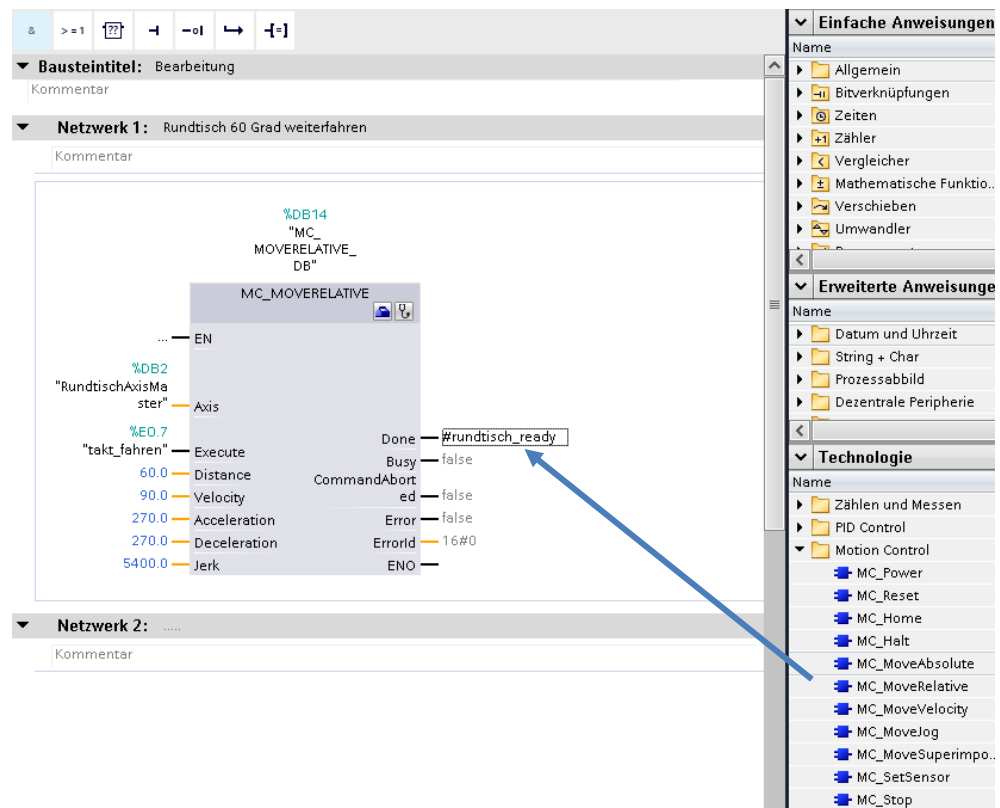 & >=1 ??
Bausteintitel: Bearbeitung
Kommentar
Netzwerk 1: Rundtisch 60 Grad weiterfahren
Kommentar
%DB14
"MC_
MOVERELATIVE_
DB"
MC_MOVERELATIVE
... EN
%DB2
"RundtischAxisMa
ster" Axis
%E0.7
"takt_fahren" Execute
60.0 Distance
90.0 Velocity
270.0 Acceleration
270.0 Deceleration
5400.0 Jerk
Done #rundtisch_ready
Busy false
CommandAbort
ed false
Error false
ErrorId 16#0
ENO
Netzwerk 2: .....
Kommentar
Einfache Anweisungen
Name
Allgemein
Bitverknüpfungen
Zeiten
Zähler
Vergleicher
Mathematische Funktio...
Verschieben
Umwandler
Erweiterte Anweisunge
Name
Datum und Uhrzeit
String + Char
Prozessabbild
Dezentrale Peripherie
Technologie
Name
Zählen und Messen
PID Control
Motion Control
MC_Power
MC_Reset
MC_Home
MC_Halt
MC_MoveAbsolute
MC_MoveRelative
MC_MoveVelocity
MC_MoveJog
MC_MoveSuperimpo...
MC_SetSensor
MC_Stop